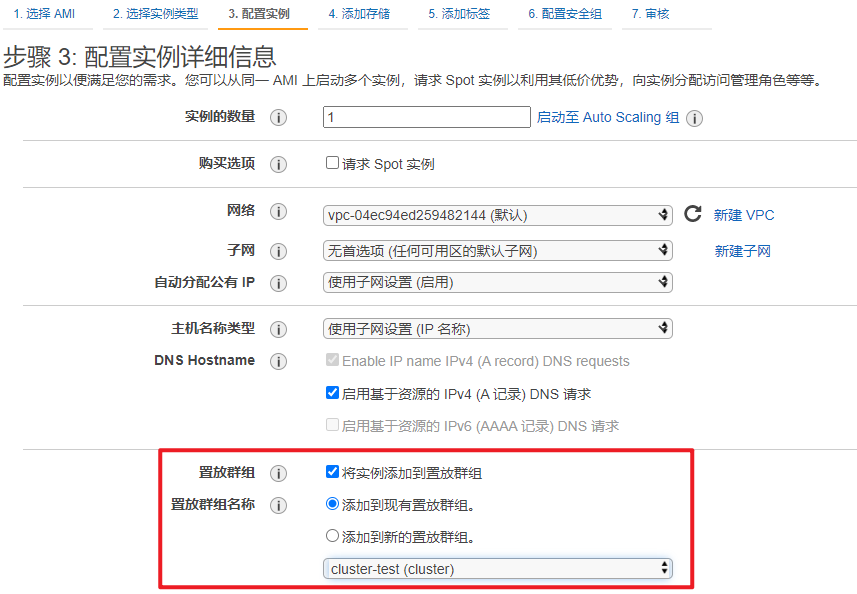 1. 选择 AMI 2. 选择实例类型 3. 配置实例 4. 添加存储 5. 添加标签 6. 配置安全组 7. 审核
步骤 3: 配置实例详细信息
配置实例以便满足您的需求。您可以从同一 AMI 上启动多个实例，请求 Spot 实例以利用其低价优势，向实例分配访问管理角色等等。
实例的数量 i 1 启动至 Auto Scaling 组 i
购买选项 i 请求 Spot 实例
网络 i vpc-04ec94ed259482144 (默认) 新建 VPC
子网 i 无首选项 (任何可用区的默认子网) 新建子网
自动分配公有 IP i 使用子网设置 (启用)
主机名称类型 i 使用子网设置 (IP 名称)
DNS Hostname i Enable IP name IPv4 (A record) DNS requests
启用基于资源的 IPv4 (A 记录) DNS 请求
启用基于资源的 IPv6 (AAAA 记录) DNS 请求
置放群组 i 将实例添加到置放群组
置放群组名称 i 添加到现有置放群组。
添加到新的置放群组。
cluster-test (cluster)